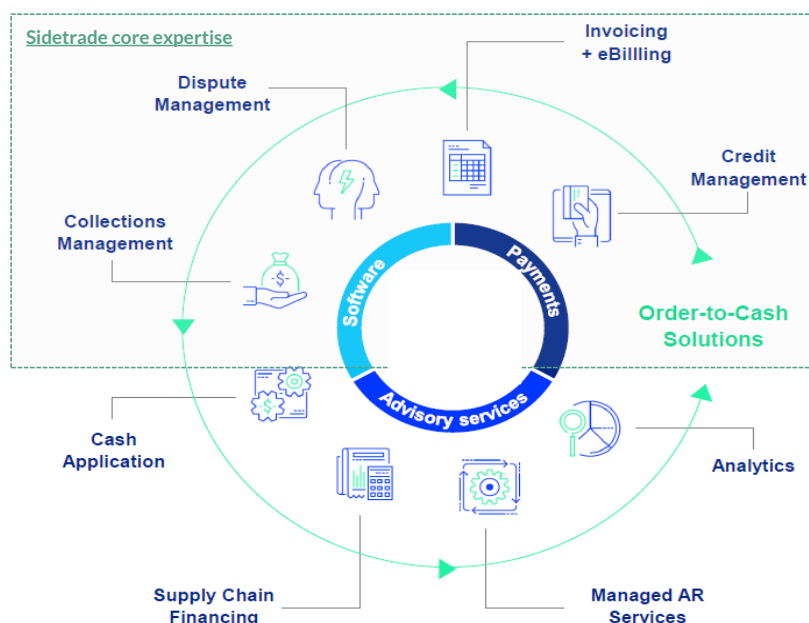 Sidetrade core expertise
Invoicing
+ eBillling
Dispute
Management
Credit
Management
Collections
Management
Software
Payments
Order-to-Cash
Solutions
Advisory services
Cash
Application
Analytics
Supply Chain
Financing
Managed AR
Services
$
$